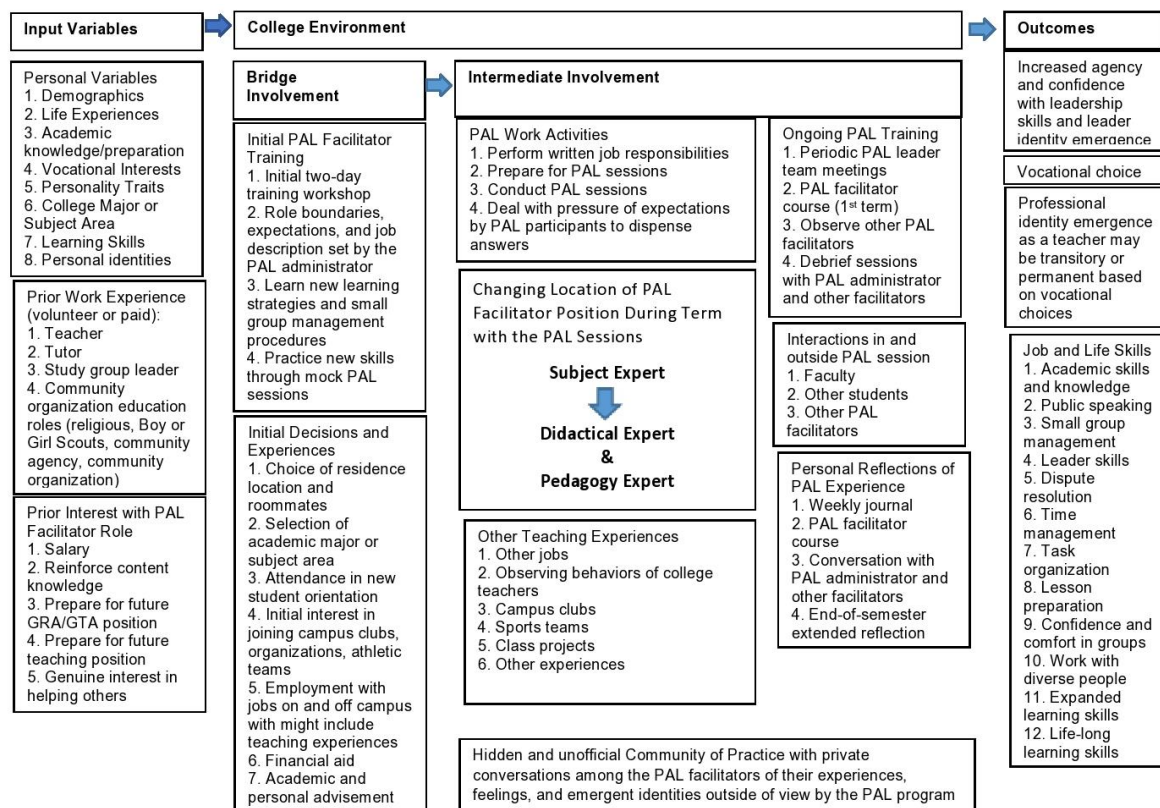 Input Variables
College Environment
Outcomes
Personal Variables
1. Demographics
2. Life Experiences
3. Academic
knowledge/preparation
4. Vocational Interests
5. Personality Traits
6. College Major or
Subject Area
7. Learning Skills
8. Personal identities
Prior Work Experience
(volunteer or paid):
1. Teacher
2. Tutor
3. Study group leader
4. Community
organization education
roles (religious, Boy or
Girl Scouts, community
agency, community
organization)
Prior Interest with PAL
Facilitator Role
1. Salary
2. Reinforce content
knowledge
3. Prepare for future
GRA/GTA position
4. Prepare for future
teaching position
5. Genuine interest in
helping others
Bridge
Involvement
Initial PAL Facilitator
Training
1. Initial two-day
training workshop
2. Role boundaries,
expectations, and job
description set by the
PAL administrator
3. Learn new learning
strategies and small
group management
procedures
4. Practice new skills
through mock PAL
sessions
Initial Decisions and
Experiences
1. Choice of residence
location and
roommates
2. Selection of
academic major or
subject area
3. Attendance in new
student orientation
4. Initial interest in
joining campus clubs,
organizations, athletic
teams
5. Employment with
jobs on and off campus
with might include
teaching experiences
6. Financial aid
7. Academic and
personal advisement
Intermediate Involvement
PAL Work Activities
1. Perform written job responsibilities
2. Prepare for PAL sessions
3. Conduct PAL sessions
4. Deal with pressure of expectations
by PAL participants to dispense
answers
Changing Location of PAL
Facilitator Position During Term
with the PAL Sessions
Subject Expert
Didactical Expert
&
Pedagogy Expert
Other Teaching Experiences
1. Other jobs
2. Observing behaviors of college
teachers
3. Campus clubs
4. Sports teams
5. Class projects
6. Other experiences
Ongoing PAL Training
1. Periodic PAL leader
team meetings
2. PAL facilitator
course (1st term)
3. Observe other PAL
facilitators
4. Debrief sessions
with PAL administrator
and other facilitators
Interactions in and
outside PAL session
1. Faculty
2. Other students
3. Other PAL
facilitators
Personal Reflections of
PAL Experience
1. Weekly journal
2. PAL facilitator
course
3. Conversation with
PAL administrator and
other facilitators
4. End-of-semester
extended reflection
Hidden and unofficial Community of Practice with private
conversations among the PAL facilitators of their experiences,
feelings, and emergent identities outside of view by the PAL program
Increased agency
and confidence
with leadership
skills and leader
identity emergence
Vocational choice
Professional
identity emergence
as a teacher may
be transitory or
permanent based
on vocational
choices
Job and Life Skills
1. Academic skills
and knowledge
2. Public speaking
3. Small group
management
4. Leader skills
5. Dispute
resolution
6. Time
management
7. Task
organization
8. Lesson
preparation
9. Confidence and
comfort in groups
10. Work with
diverse people
11. Expanded
learning skills
12. Life-long
learning skills